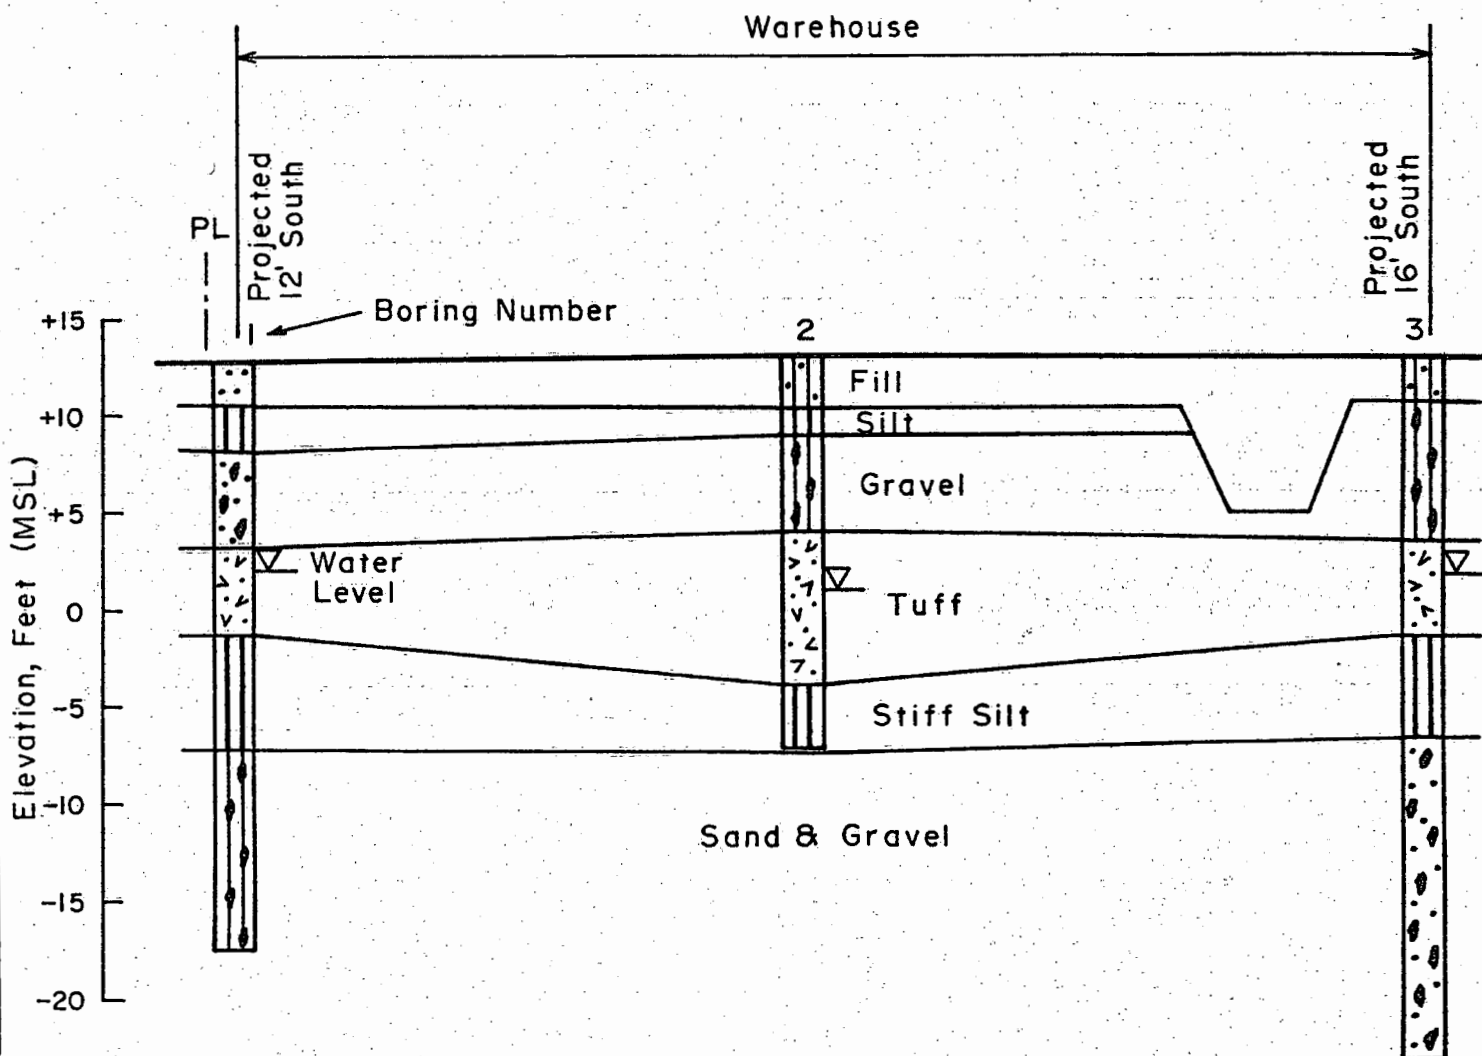 Warehouse
PL
Projected
12' South
Projected
16' South
Boring Number
1
2
3
+15
+10
+5
0
-5
-10
-15
-20
Elevation, Feet (MSL)
Fill
Silt
Gravel
Water
Level
Tuff
Stiff Silt
Sand & Gravel